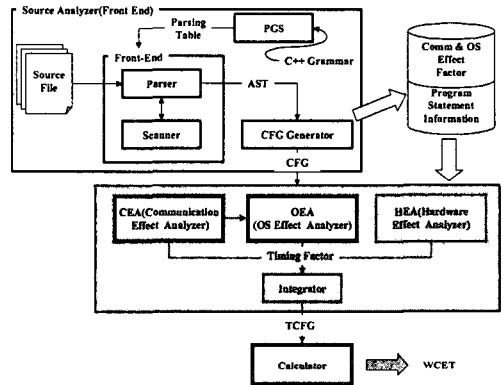 Source Analyzer(Front End)
Parsing
Table
PGS
C++ Grammar
Front-End
Source
File
Parser
AST
Scanner
CFG Generator
CFG
Comm & OS
Effect
Factor
Program
Statement
Information
CEA(Communication
Effect Analyzer)
OEA
(OS Effect Analyzer)
HEA(Hardware
Effect Analyzer)
Timing Factor
Integrator
TCFG
Calculator
WCET